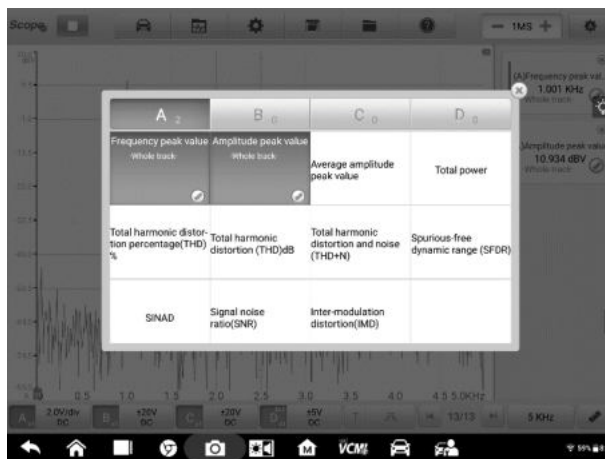 Scope
1MS
A 2
B 0
C 0
D 0
Frequency peak value
Whole track
Amplitude peak value
Whole track
Average amplitude
peak value
Total power
Total harmonic distor-
tion percentage(THD)
%
Total harmonic
distortion (THD)dB
Total harmonic
distortion and noise
(THD+N)
Spurious-free
dynamic range (SFDR)
SINAD
Signal noise
ratio(SNR)
Inter-modulation
distortion(IMD)
(A)Frequency peak val
1.001 KHz
Whole track
Amplitude peak value
10.934 dBV
Whole track
0.5 1.0 1.5 2.0 2.5 3.0 3.5 4.0 4.5 5.0KHz
A
2.0V/div
DC
B
±20V
DC
C
±20V
DC
D
±5V
DC
T
13/13
5 KHz
M
VCMI